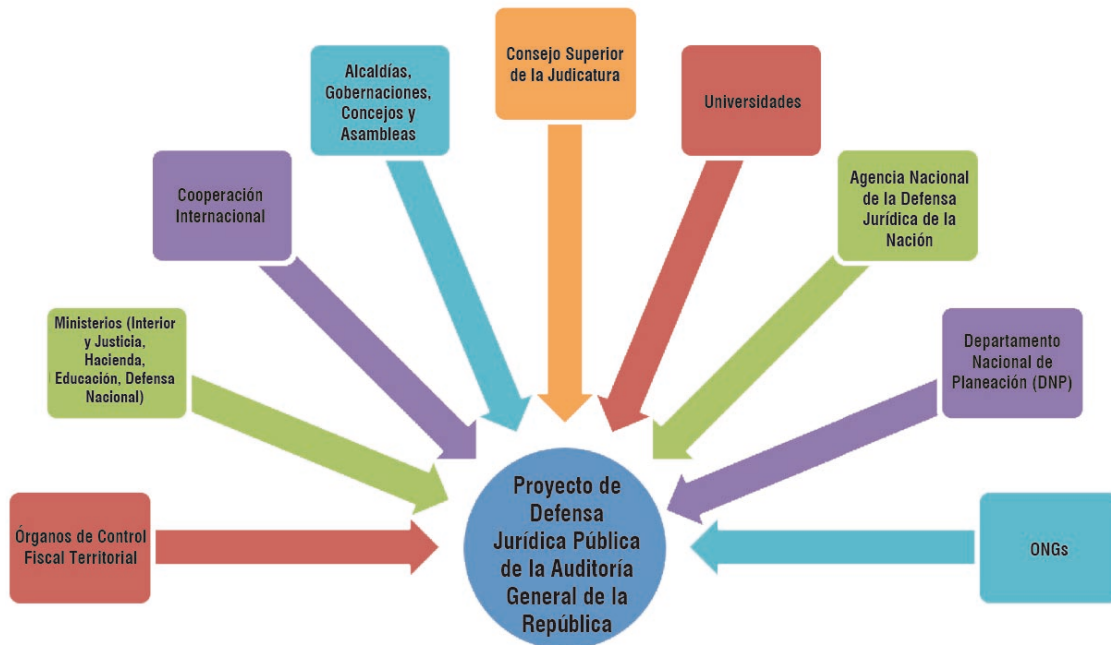 Órganos de Control
Fiscal Territorial
Ministerios (Interior
y Justicia,
Hacienda,
Educación, Defensa
Nacional)
Cooperación
Internacional
Alcaldías,
Gobernaciones,
Concejos y
Asambleas
Consejo Superior
de la Judicatura
Universidades
Agencia Nacional
de la Defensa
Jurídica de la
Nación
Departamento
Nacional de
Planeación (DNP)
ONGs
Proyecto de
Defensa
Jurídica Pública
de la Auditoría
General de la
República